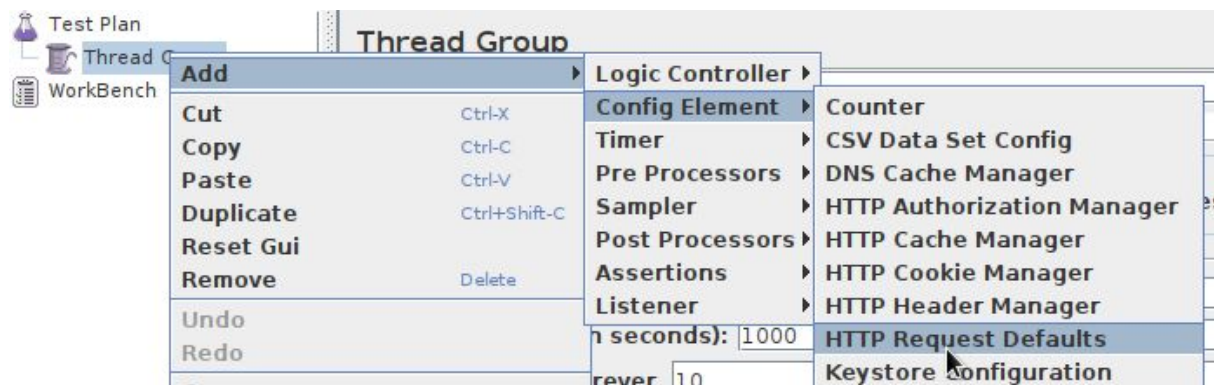 Test Plan
Thread G
WorkBench
Thread Group
Add
Cut Ctrl-X
Copy Ctrl-C
Paste Ctrl-V
Duplicate Ctrl+Shift-C
Reset Gui
Remove Delete
Undo
Redo
Logic Controller
Config Element
Timer
Pre Processors
Sampler
Post Processors
Assertions
Listener
Counter
CSV Data Set Config
DNS Cache Manager
HTTP Authorization Manager
HTTP Cache Manager
HTTP Cookie Manager
HTTP Header Manager
HTTP Request Defaults
Keystore Configuration
n seconds): 1000
rever 10